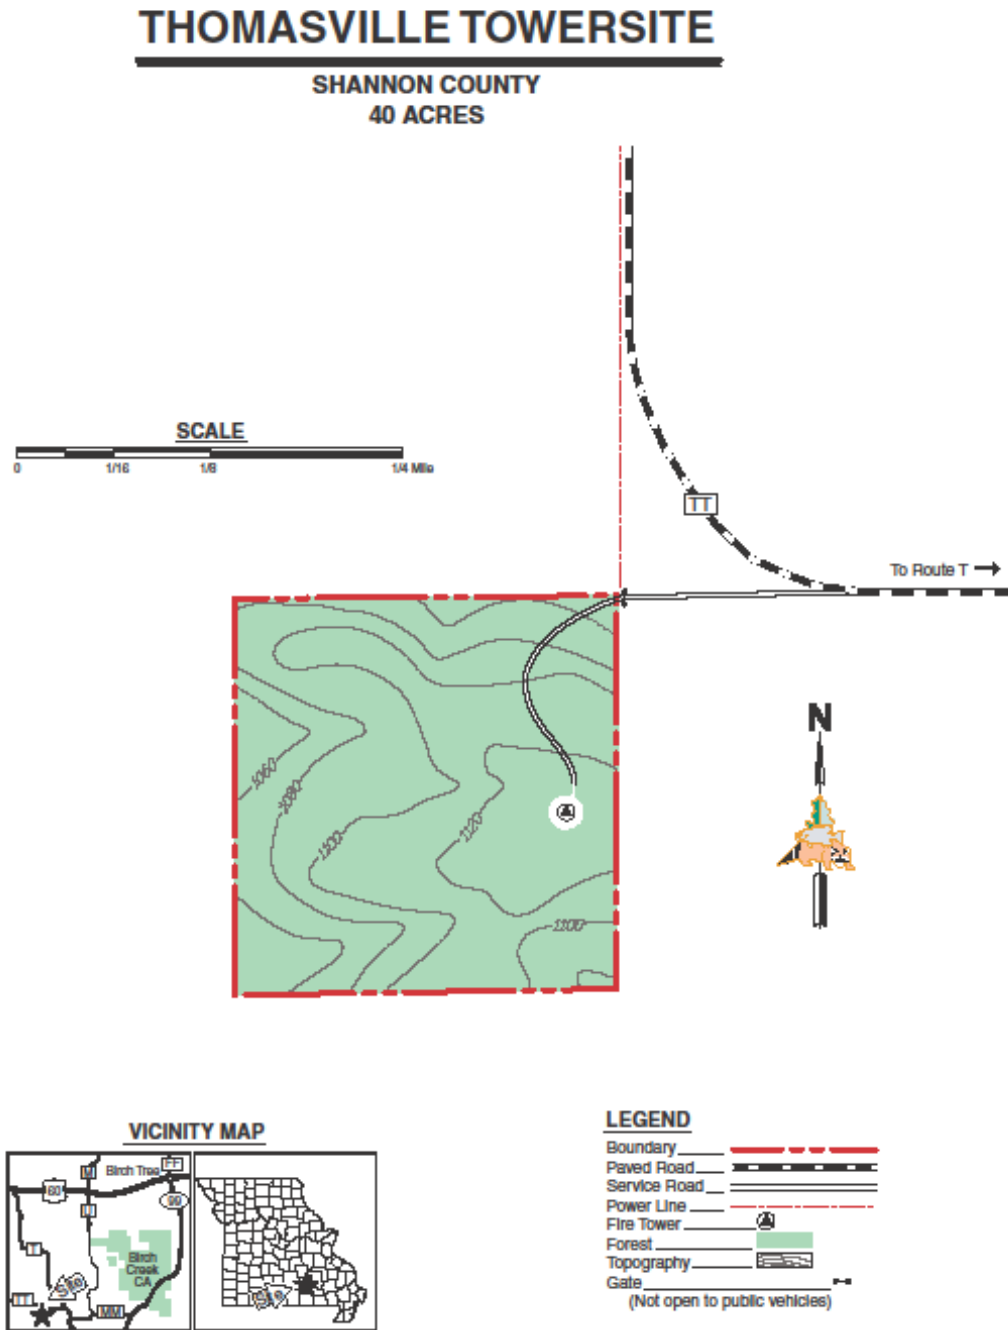 THOMASVILLE TOWERSITE
SHANNON COUNTY
40 ACRES
SCALE
0 1/16 1/8 1/4 Mile
TT
To Route T
N
1060
1080
1100
1120
1100
VICINITY MAP
Birch Tree
FF
M
60
99
T
Birch
Creek
CA
Site
TT
MM
Site
LEGEND
Boundary
Paved Road
Service Road
Power Line
Fire Tower
Forest
Topography
Gate
(Not open to public vehicles)